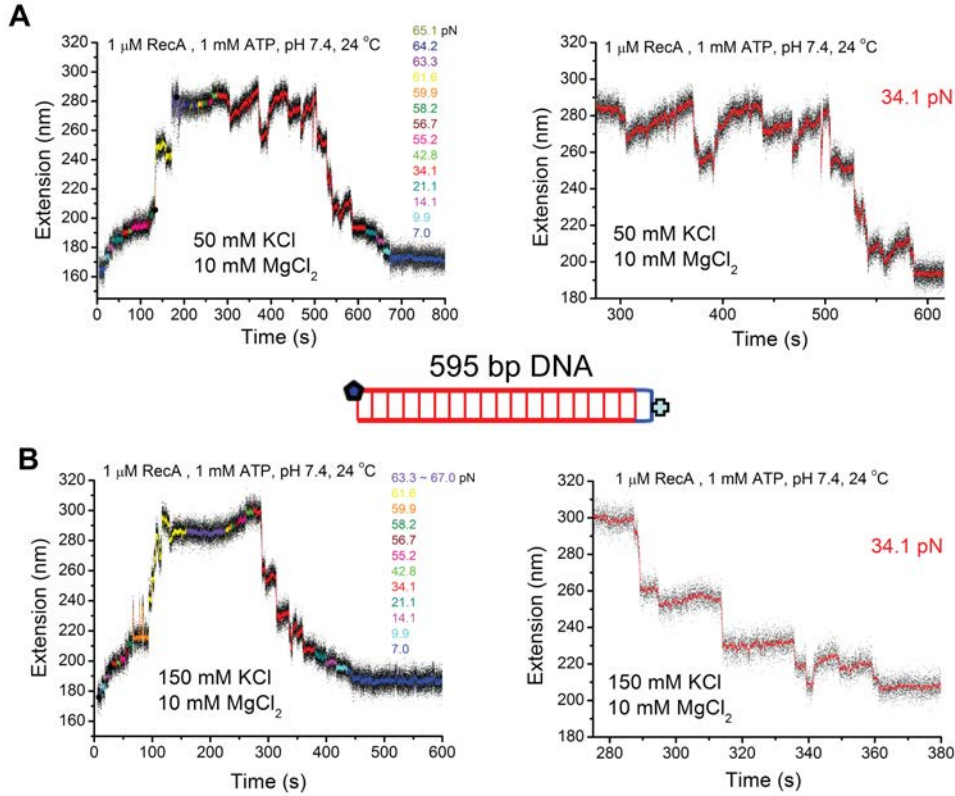 A
1 μM RecA , 1 mM ATP, pH 7.4, 24 °C
65.1 pN
64.2
63.3
61.6
59.9
58.2
56.7
55.2
42.8
34.1
21.1
14.1
9.9
7.0
50 mM KCl
10 mM MgCl₂
Extension (nm)
320
300
280
260
240
220
200
180
160
0 100 200 300 400 500 600 700 800
Time (s)
1 μM RecA , 1 mM ATP, pH 7.4, 24 °C
34.1 pN
50 mM KCl
10 mM MgCl₂
Extension (nm)
320
300
280
260
240
220
200
180
300 400 500 600
Time (s)
595 bp DNA
B
1 μM RecA , 1 mM ATP, pH 7.4, 24 °C
63.3 ~ 67.0 pN
61.6
59.9
58.2
56.7
55.2
42.8
34.1
21.1
14.1
9.9
7.0
150 mM KCl
10 mM MgCl₂
Extension (nm)
320
300
280
260
240
220
200
180
160
0 100 200 300 400 500 600
Time (s)
1 μM RecA , 1 mM ATP, pH 7.4, 24 °C
34.1 pN
150 mM KCl
10 mM MgCl₂
Extension (nm)
320
300
280
260
240
220
200
180
280 300 320 340 360 380
Time (s)